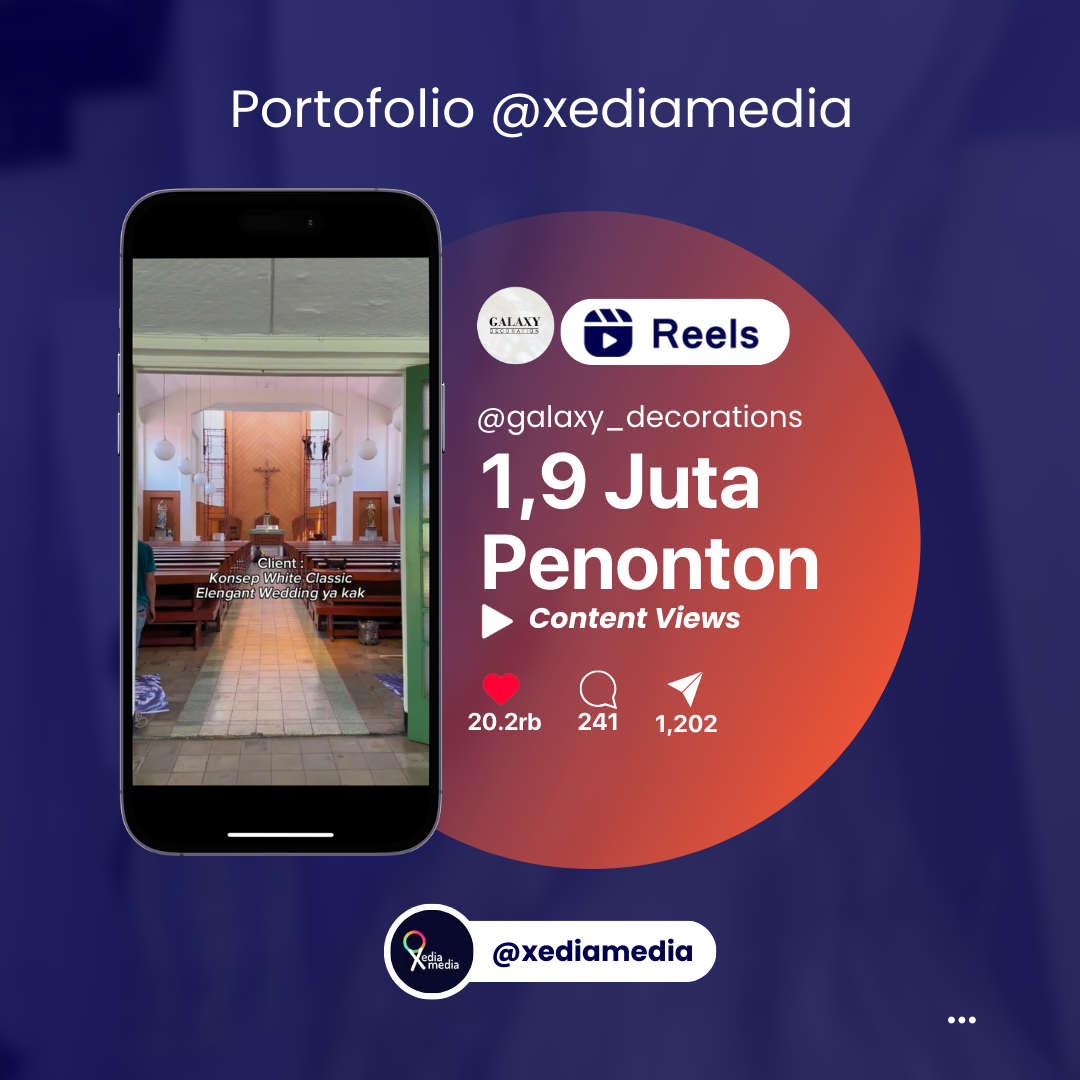 Portofolio @xediamedia
GALAXY
DECORATION
Reels
@galaxy_decorations
1,9 Juta
Penonton
Content Views
20.2rb
241
1,202
Client :
Konsep White Classic
Elengant Wedding ya kak
Xedia
media
@xediamedia